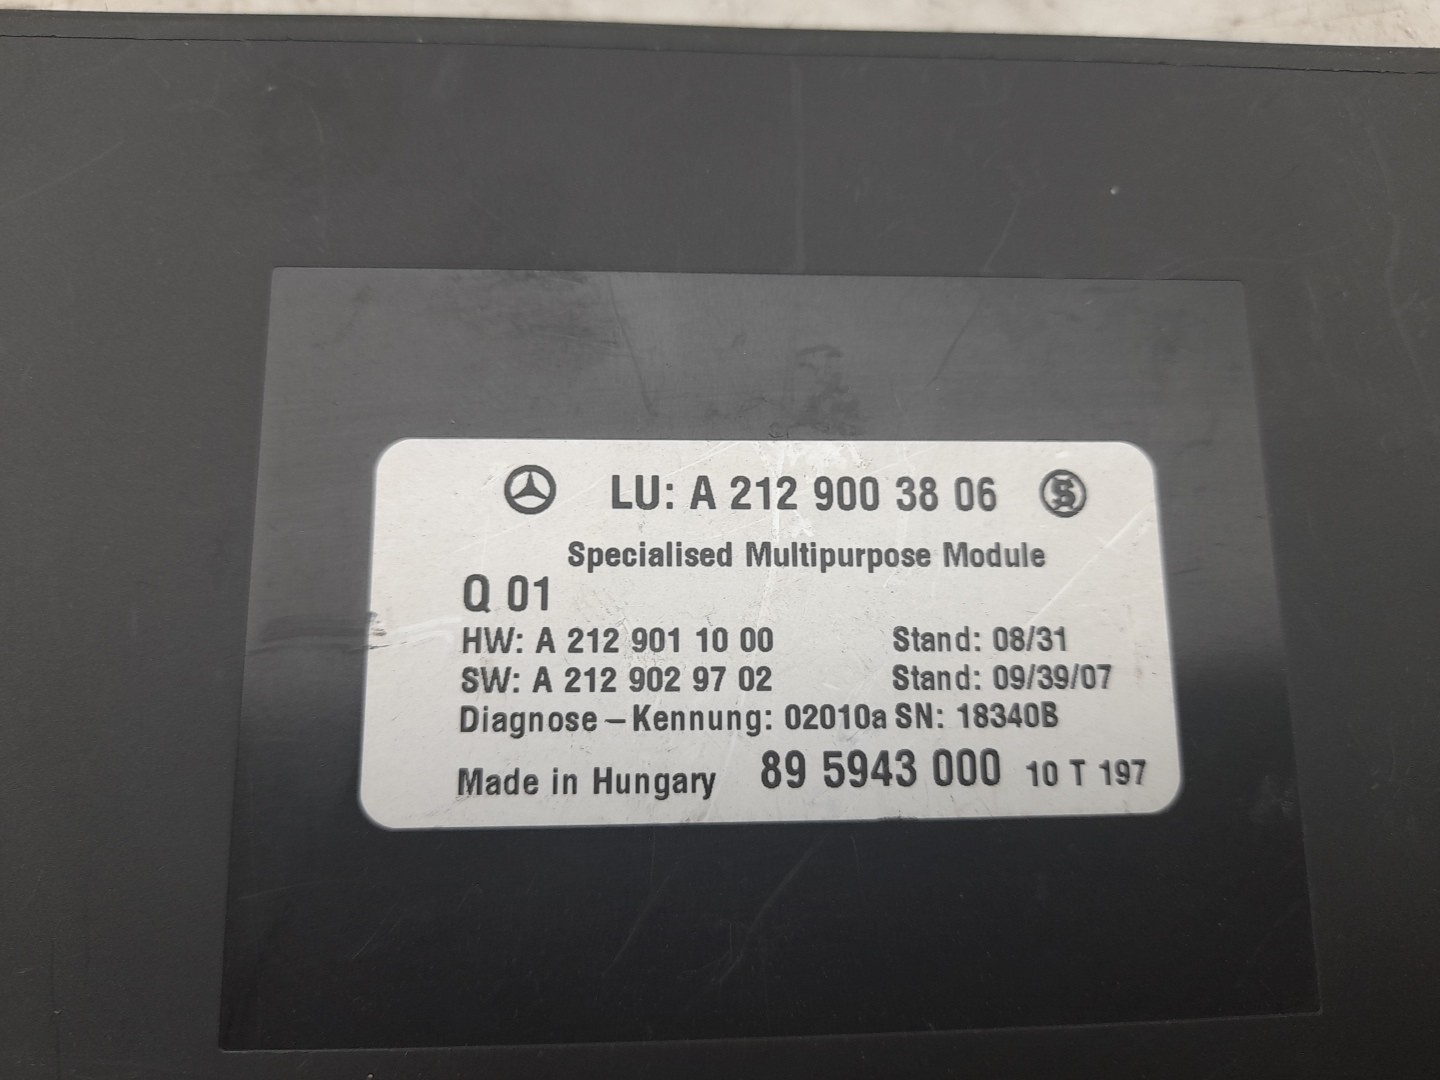 LU: A 212 900 38 06
Specialised Multipurpose Module
Q 01
HW: A 212 901 10 00 Stand: 08/31
SW: A 212 902 97 02 Stand: 09/39/07
Diagnose – Kennung: 02010a SN: 18340B
Made in Hungary 89 5943 000 10 T 197